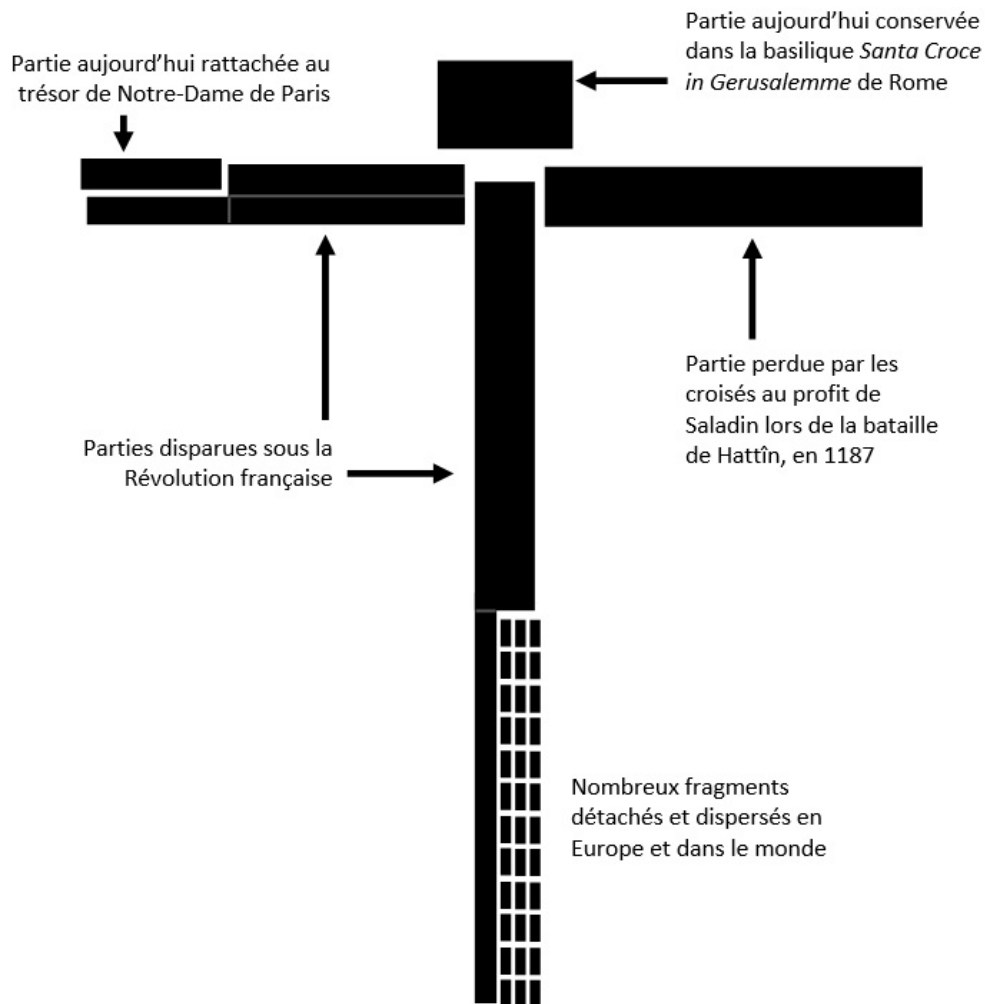 Partie aujourd’hui conservée
dans la basilique Santa Croce
in Gerusalemme de Rome
Partie aujourd’hui rattachée au
trésor de Notre-Dame de Paris
Partie perdue par les
croisés au profit de
Saladin lors de la bataille
de Hattîn, en 1187
Parties disparues sous la
Révolution française
Nombreux fragments
détachés et dispersés en
Europe et dans le monde